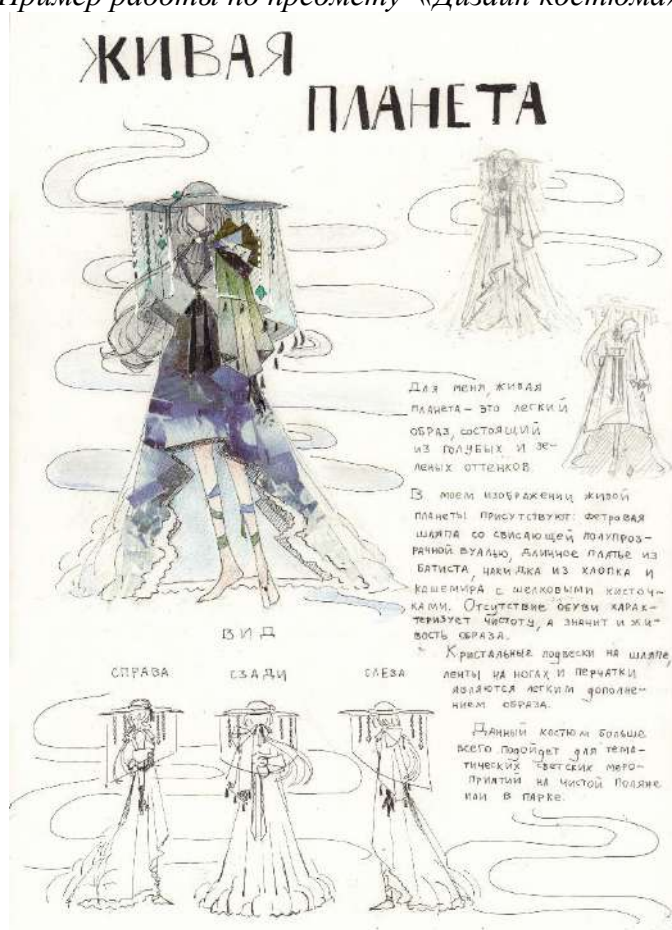 Пример работы по предмету «Дизайн костюма»
ЖИВАЯ
ПЛАНЕТА
Для меня, живая
планета – это легкий
образ, состоящий
из голубых и зе-
леных оттенков.
В моем изображении живой
планеты присутствуют: фетровая
шляпа со свисающей полупроз-
рачной вуалью, длинное платье из
батиста, накидка из хлопка и
кашемира с шелковыми кисточ-
ками. Отсутствие обуви харак-
теризует чистоту, а значит и жи-
вость образа.
Кристальные подвески на шляпе,
ленты на ногах и перчатки
являются легким дополне-
нием образа.
Данный костюм больше
всего подойдет для тема-
тических светских меро-
приятий на чистой поляне
или в парке.
ВИД
СПРАВА СЗАДИ СЛЕВА